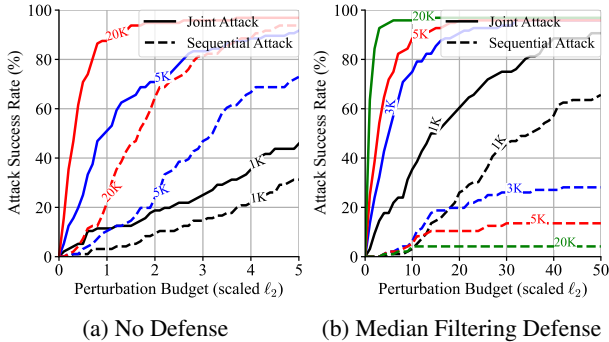 100
80
60
40
20
0
Attack Success Rate (%)
Joint Attack
Sequential Attack
20K
5K
20K
5K
1K
1K
0 1 2 3 4 5
Perturbation Budget (scaled ℓ₂)
(a) No Defense
100
80
60
40
20
0
Attack Success Rate (%)
Joint Attack
Sequential Attack
20K
5K
3K
1K
1K
3K
5K
20K
0 10 20 30 40 50
Perturbation Budget (scaled ℓ₂)
(b) Median Filtering Defense